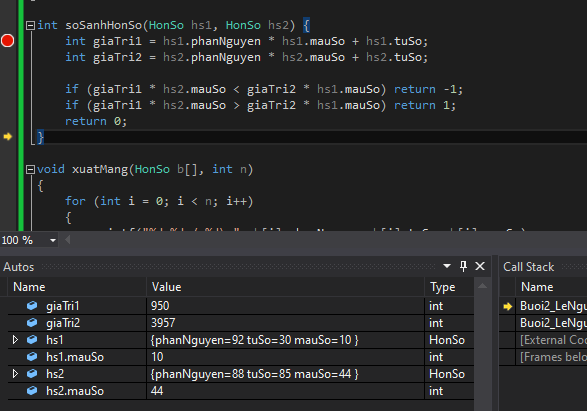 int soSanhHonSo(HonSo hs1, HonSo hs2) {
int giaTri1 = hs1.phanNguyen * hs1.mauSo + hs1.tuSo;
int giaTri2 = hs2.phanNguyen * hs2.mauSo + hs2.tuSo;
if (giaTri1 * hs2.mauSo < giaTri2 * hs1.mauSo) return -1;
if (giaTri1 * hs2.mauSo > giaTri2 * hs1.mauSo) return 1;
return 0;
}
void xuatMang(HonSo b[], int n)
{
for (int i = 0; i < n; i++)
{
100 %
Autos
Name Value Type
giaTri1 950 int
giaTri2 3957 int
hs1 {phanNguyen=92 tuSo=30 mauSo=10 } HonSo
hs1.mauSo 10 int
hs2 {phanNguyen=88 tuSo=85 mauSo=44 } HonSo
hs2.mauSo 44 int
Call Stack
Name
Buoi2_LeNgu
Buoi2_LeNgu
[External Cod
[Frames belo